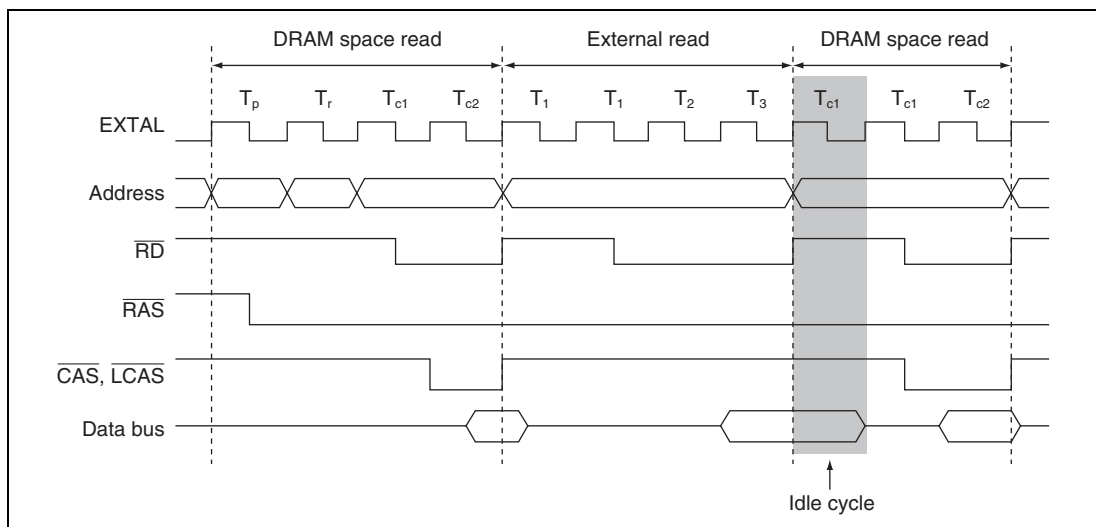 DRAM space read External read DRAM space read
Tp Tr Tc1 Tc2 T1 T1 T2 T3 Tc1 Tc1 Tc2
EXTAL
Address
RD
RAS
CAS, LCAS
Data bus
Idle cycle